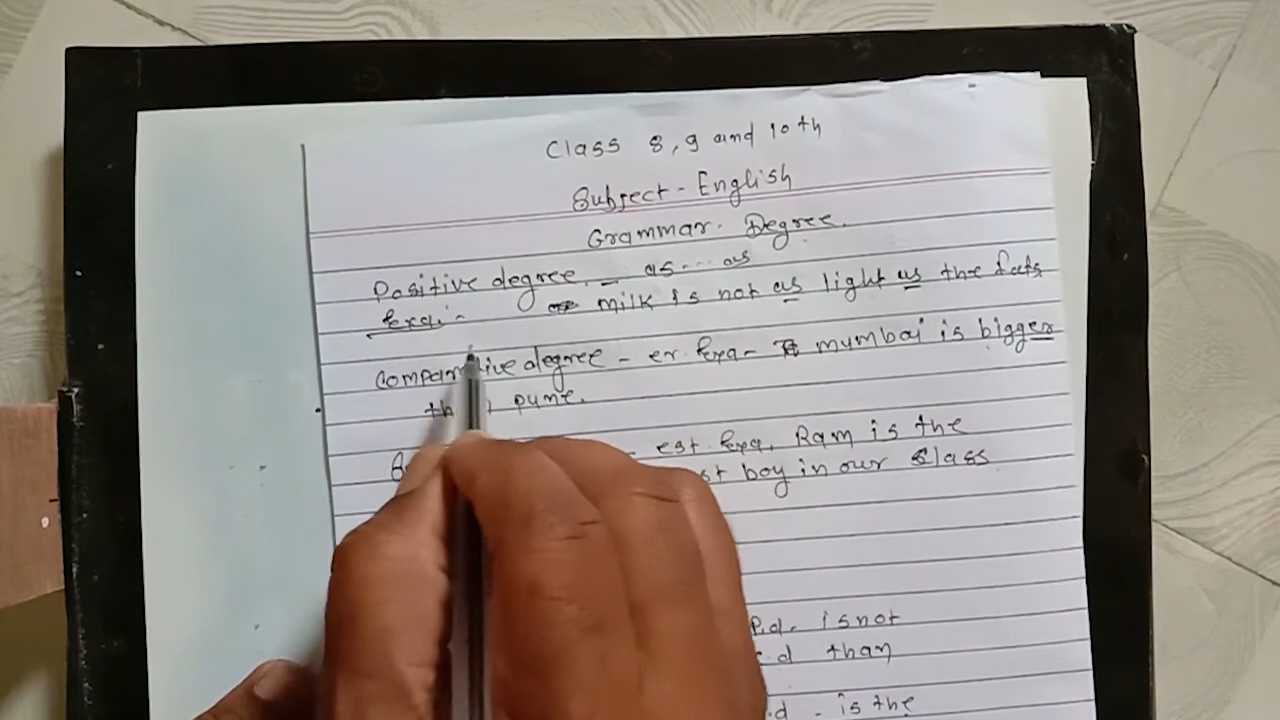 Class 8, 9 and 10th
Subject - English
Grammar. Degree.
Positive degree. - as... as
Exa:- milk is not as light as the
degree - er. Exa- mumbai is bigger
pune.
est. Exa. Ram is the
boy in our class
P.d. is not
than
- is the